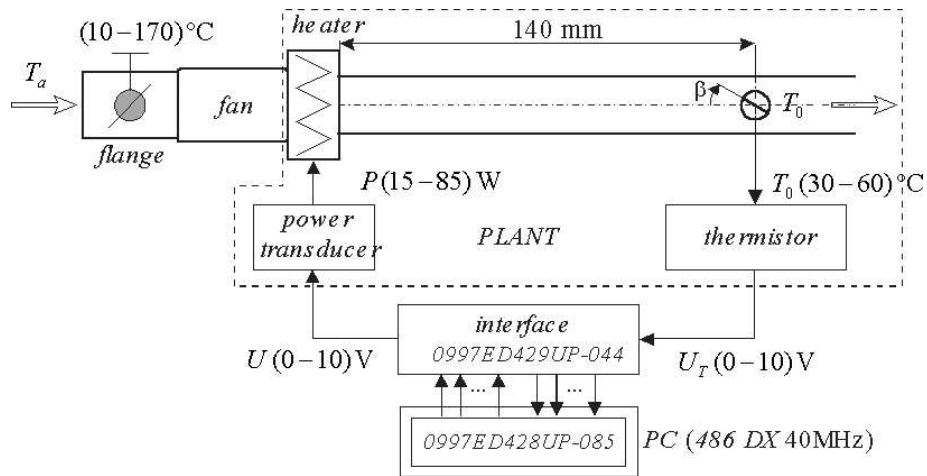 heater
(10–170)°C
140 mm
T_a
β
T_0
fan
flange
P(15–85)W
T_0(30–60)°C
power
transducer
PLANT
thermistor
interface
U(0–10)V
0997ED429UP-044
U_T(0–10)V
...
...
0997ED428UP-085
PC (486 DX 40MHz)